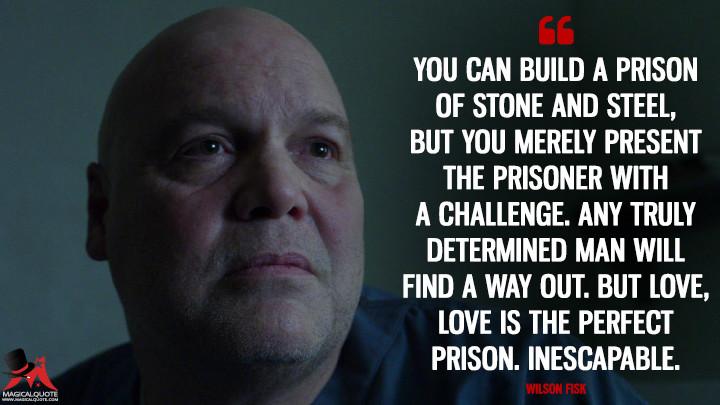 YOU CAN BUILD A PRISON
OF STONE AND STEEL,
BUT YOU MERELY PRESENT
THE PRISONER WITH
A CHALLENGE. ANY TRULY
DETERMINED MAN WILL
FIND A WAY OUT. BUT LOVE,
LOVE IS THE PERFECT
PRISON. INESCAPABLE.
WILSON FISK
MAGICALQUOTE
WWW.MAGICALQUOTE.COM